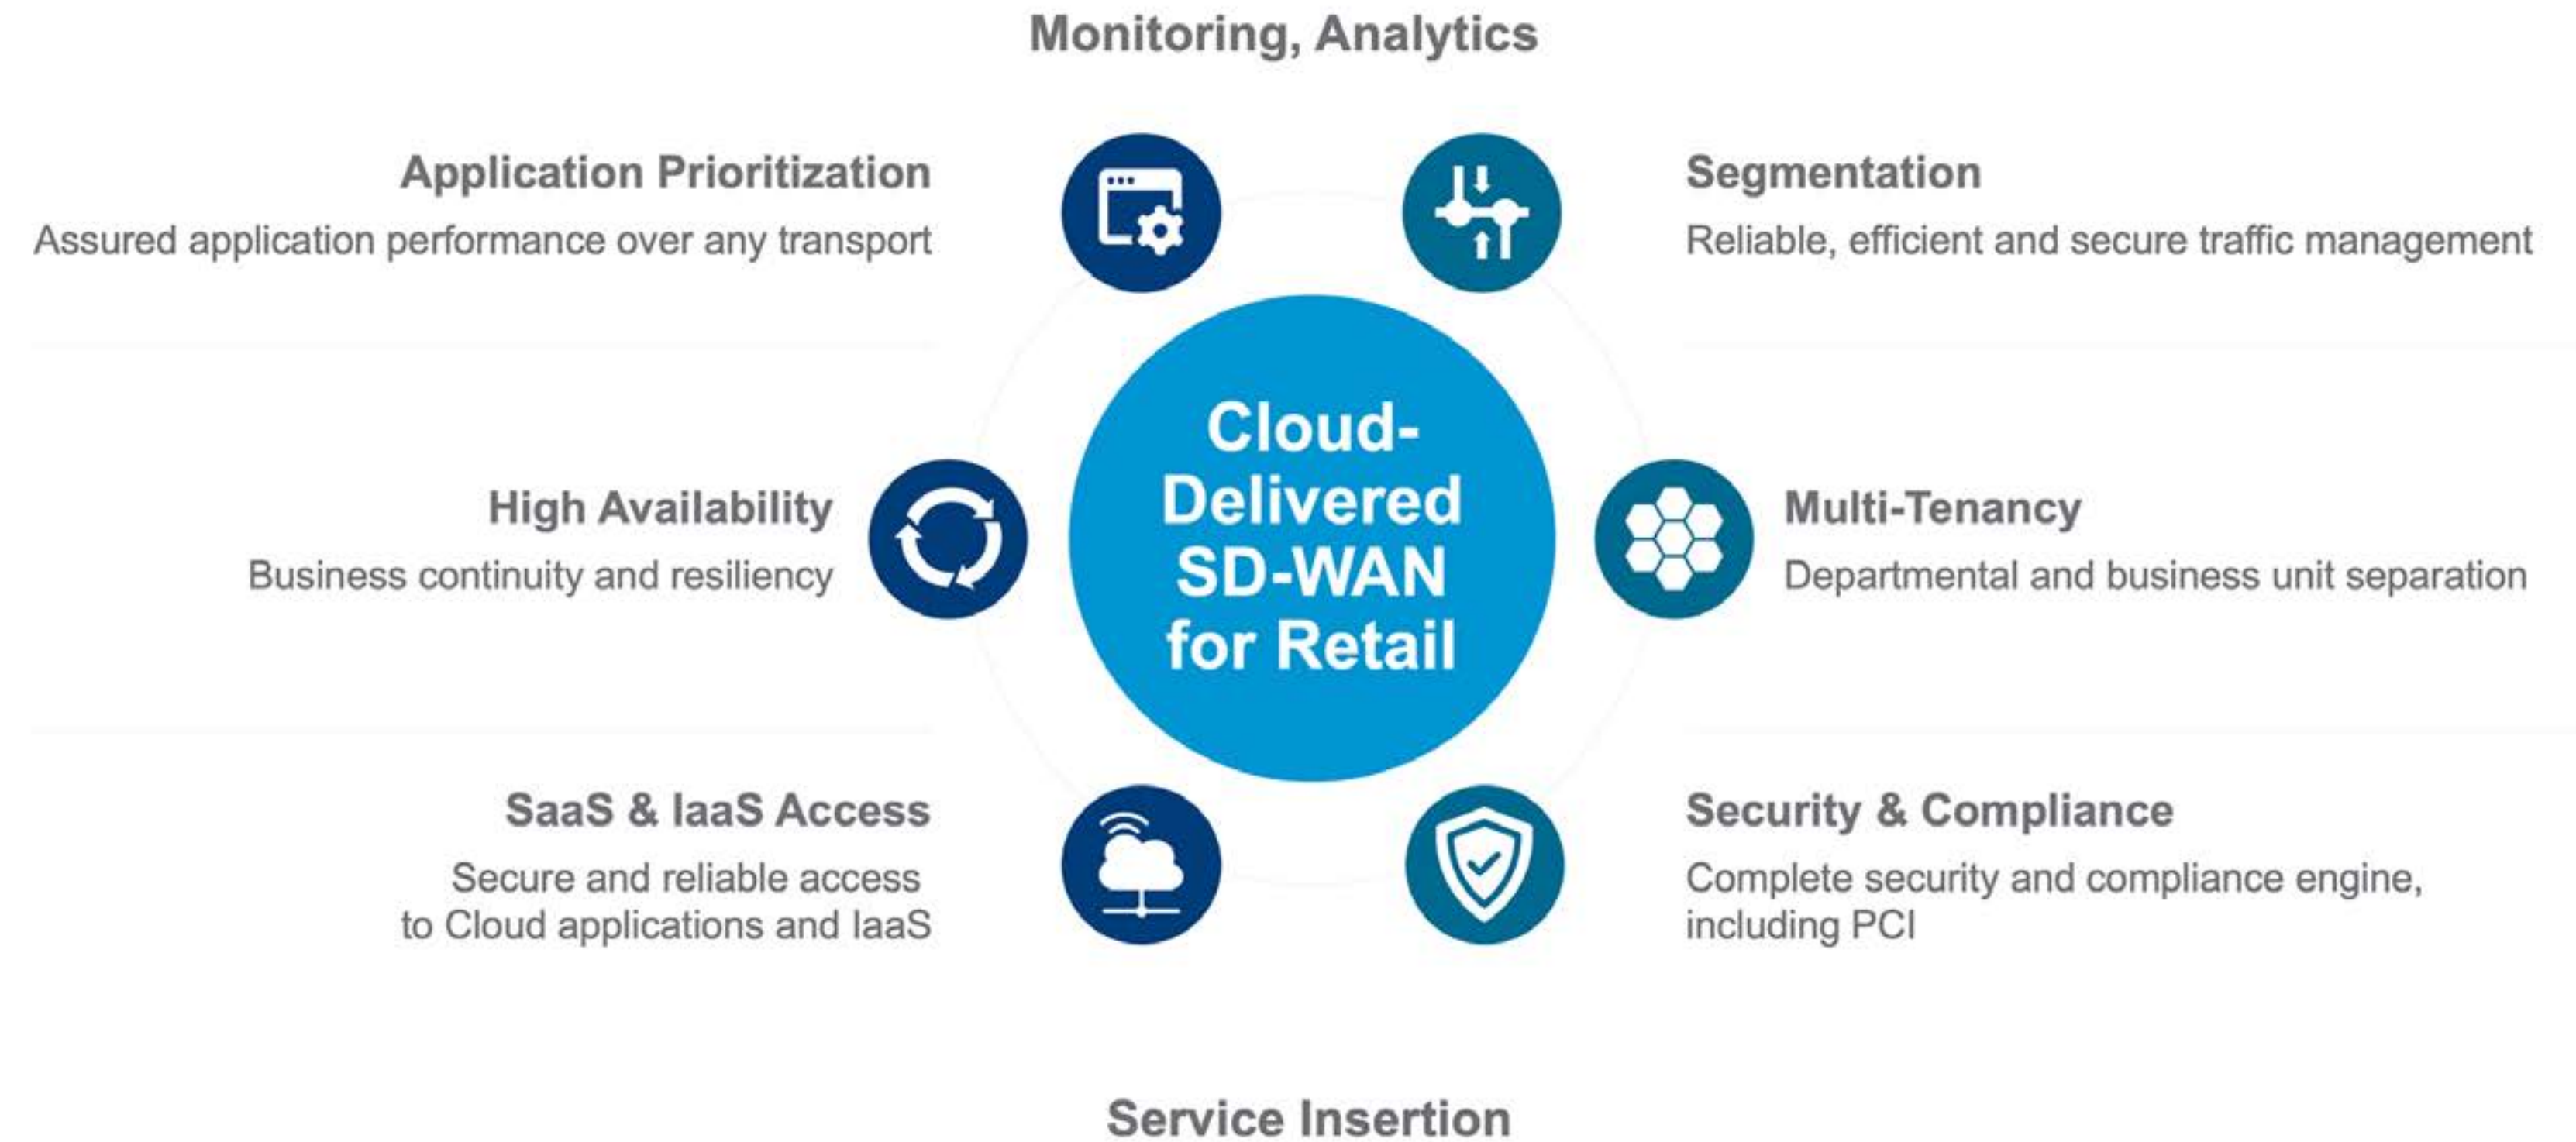 Monitoring, Analytics
Application Prioritization
Assured application performance over any transport
Segmentation
Reliable, efficient and secure traffic management
High Availability
Business continuity and resiliency
Cloud-
Delivered
SD-WAN
for Retail
Multi-Tenancy
Departmental and business unit separation
SaaS & IaaS Access
Secure and reliable access
to Cloud applications and IaaS
Security & Compliance
Complete security and compliance engine,
including PCI
Service Insertion